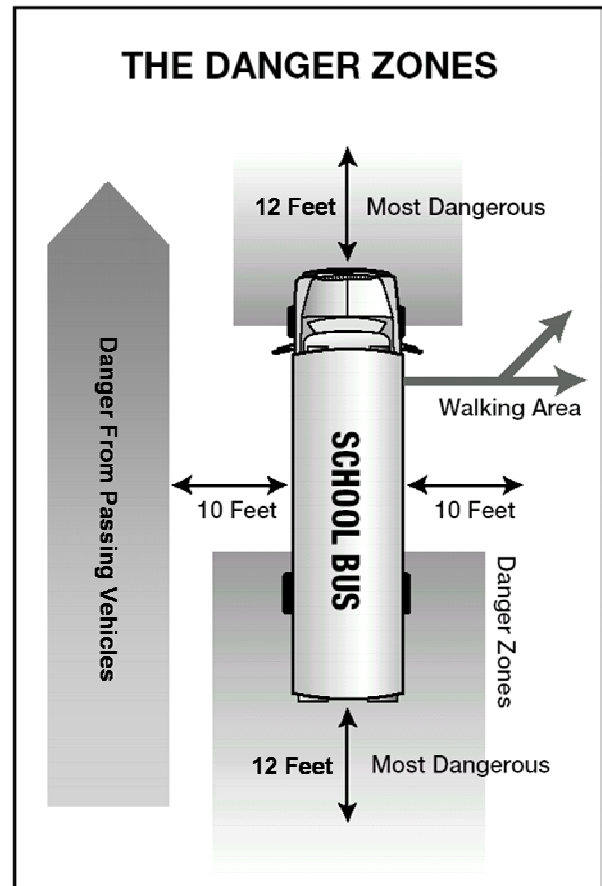 THE DANGER ZONES
12 Feet
Most Dangerous
Danger From Passing Vehicles
Walking Area
SCHOOL BUS
10 Feet
10 Feet
Danger Zones
12 Feet
Most Dangerous